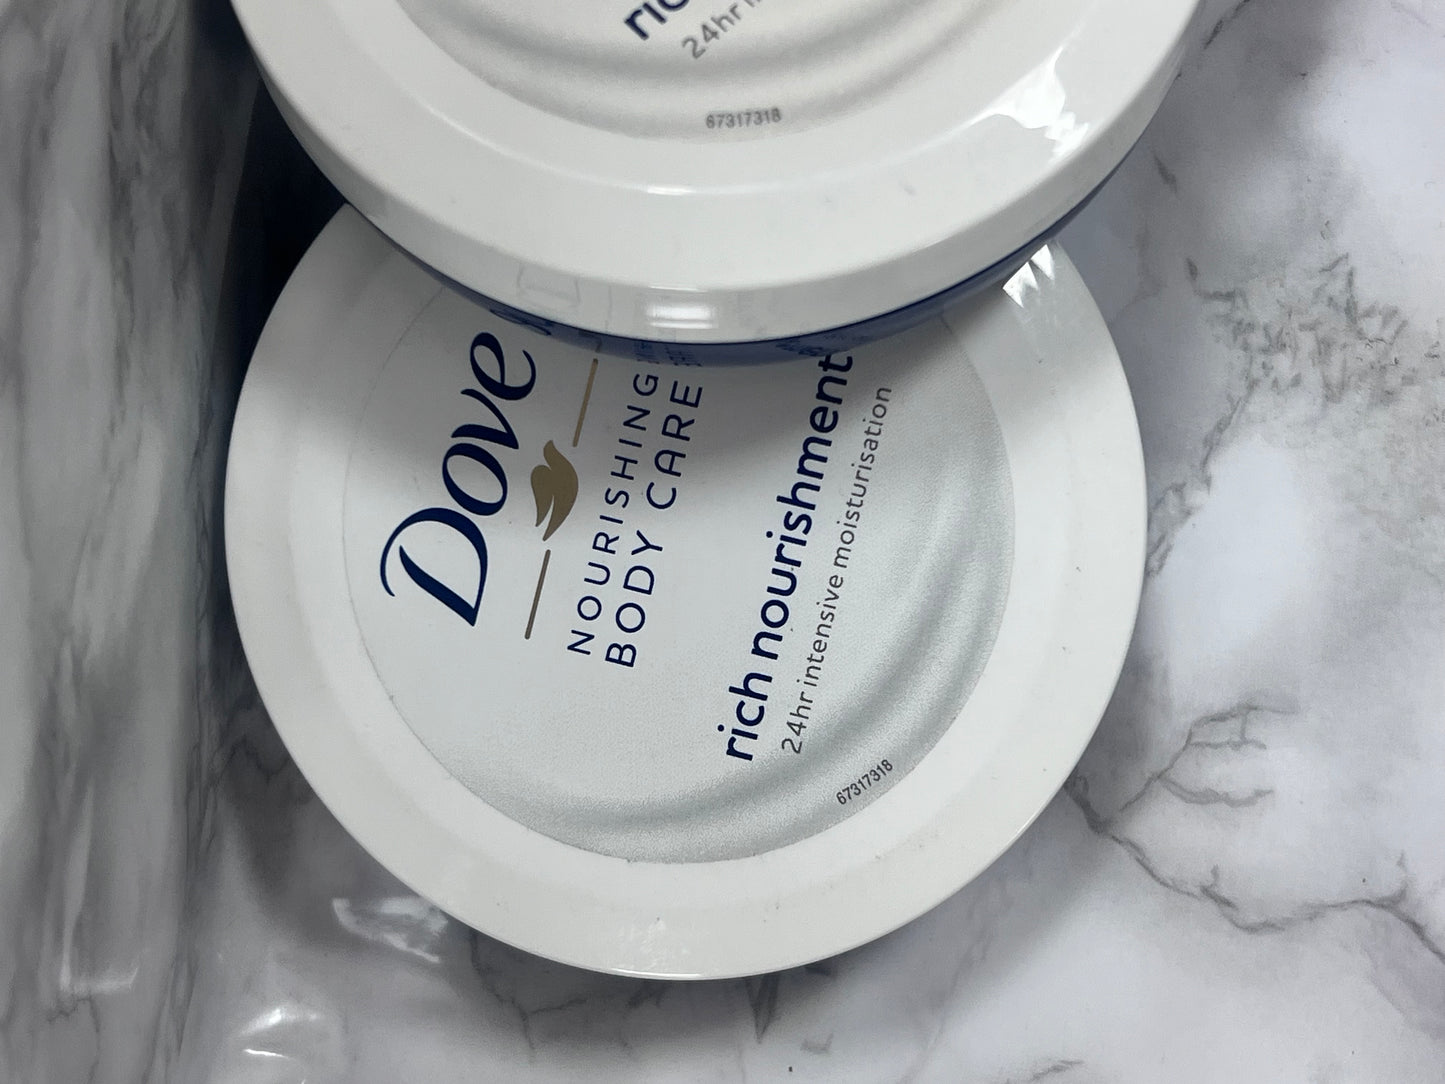 24hr
67317318
Dove
NOURISHING
BODY CARE
rich nourishment
24hr intensive moisturisation
67317318